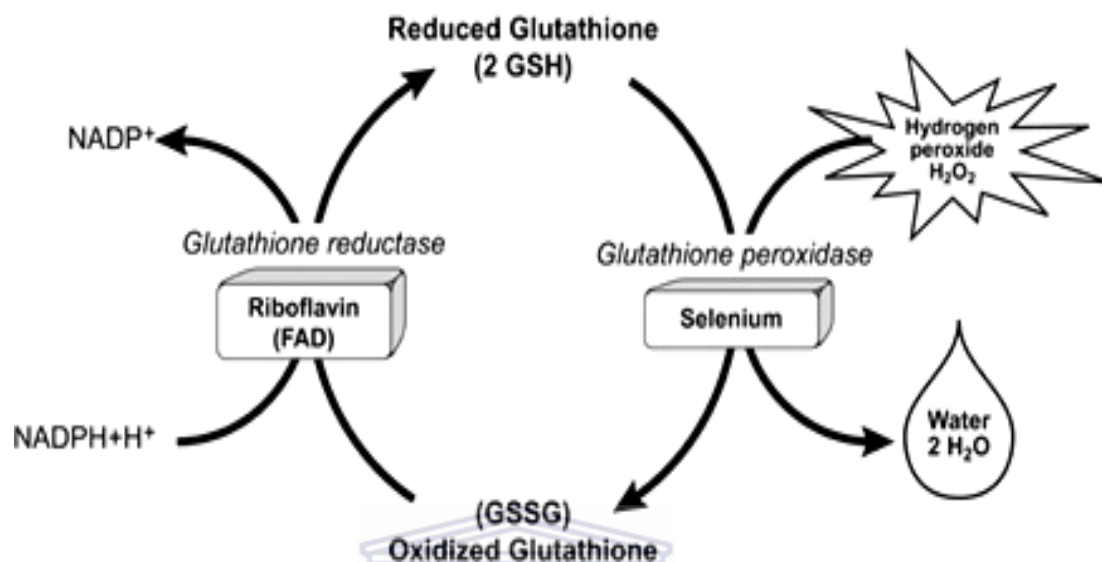 Reduced Glutathione
(2 GSH)
NADP⁺
Hydrogen
peroxide
H₂O₂
Glutathione reductase
Glutathione peroxidase
Riboflavin
(FAD)
Selenium
NADPH+H⁺
Water
2 H₂O
(GSSG)
Oxidized Glutathione